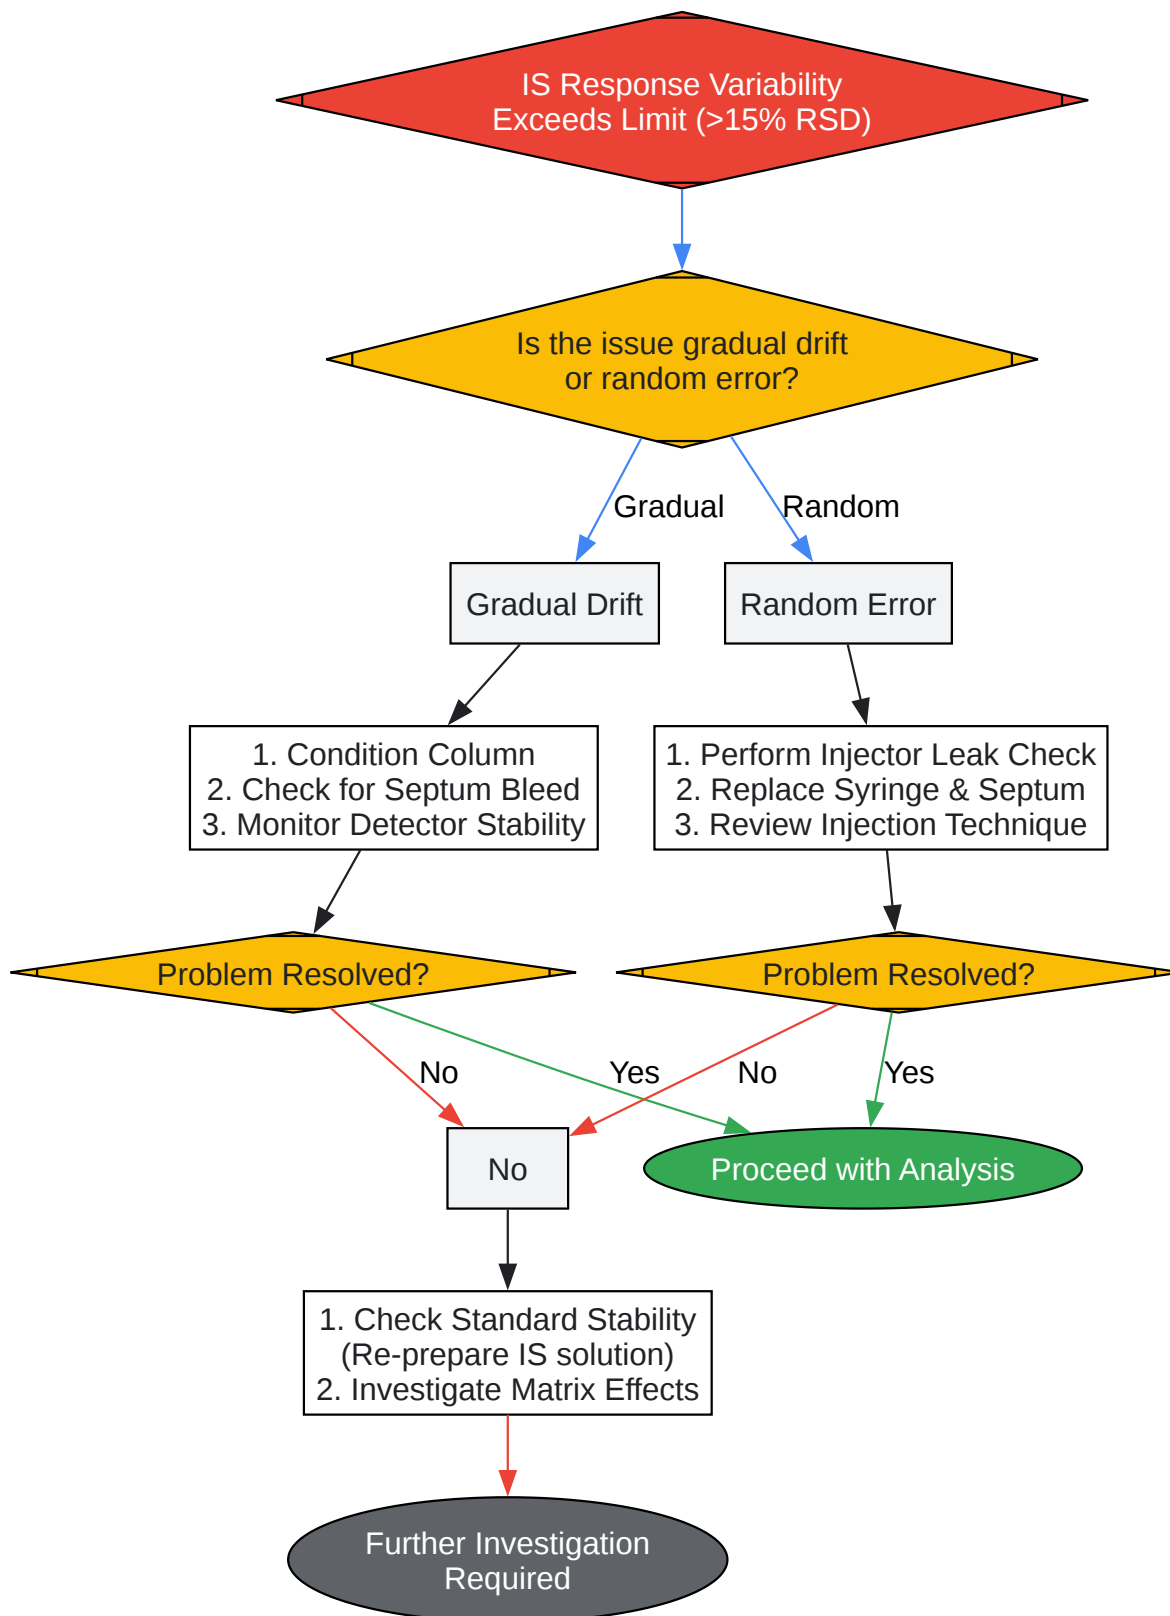 IS Response Variability
Exceeds Limit (>15% RSD)
Is the issue gradual drift
or random error?
Gradual
Random
Gradual Drift
Random Error
1. Condition Column
2. Check for Septum Bleed
3. Monitor Detector Stability
1. Perform Injector Leak Check
2. Replace Syringe & Septum
3. Review Injection Technique
Problem Resolved?
Problem Resolved?
No
Yes
No
Yes
No
Proceed with Analysis
1. Check Standard Stability
(Re-prepare IS solution)
2. Investigate Matrix Effects
Further Investigation
Required